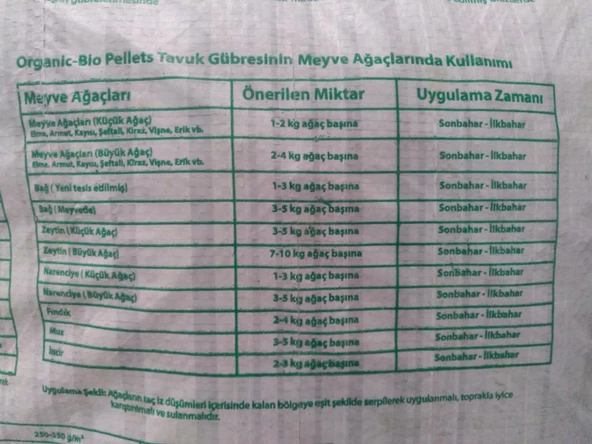 Organic-Bio Pellets Tavuk Gübresinin Meyve Ağaçlarında Kullanımı
Meyve Ağaçları Önerilen Miktar Uygulama Zamanı
Meyve Ağaçları (Küçük Ağaç) 1-2 kg ağaç başına Sonbahar-İlkbahar
Elma, Armut, Kayısı, Şeftali, Kiraz, Vişne, Erik vb.
Meyve Ağaçları (Büyük Ağaç) 2-4 kg ağaç başına Sonbahar-İlkbahar
Elma, Armut, Kayısı, Şeftali, Kiraz, Vişne, Erik vb.
Bağ ( Yeni tesis edilmiş) 1-3 kg ağaç başına Sonbahar - İlkbahar
Bağ ( Meyvede) 3-5 kg ağaç başına Sonbahar - İlkbahar
Zeytin ( Küçük Ağaç) 3-5 kg ağaç başına Sonbahar - İlkbahar
Zeytin ( Büyük Ağaç) 7-10 kg ağaç başına Sonbahar - İlkbahar
Narenciye ( Küçük Ağaç) 1-3 kg ağaç başına Sonbahar - İlkbahar
Narenciye ( Büyük Ağaç) 3-5 kg ağaç başına Sonbahar - İlkbahar
Fındık 2-4 kg ağaç başına Sonbahar - İlkbahar
Muz 3-5 kg ağaç başına Sonbahar - İlkbahar
İncir 2-3 kg ağaç başına Sonbahar - İlkbahar
Uygulama Şekli: Ağaçların taç iz düşümleri içerisinde kalan bölgeye eşit şekilde serpilerek uygulanmalı, toprakla iyice
karıştırılmalı ve sulanmalıdır.
250-350 g/m²